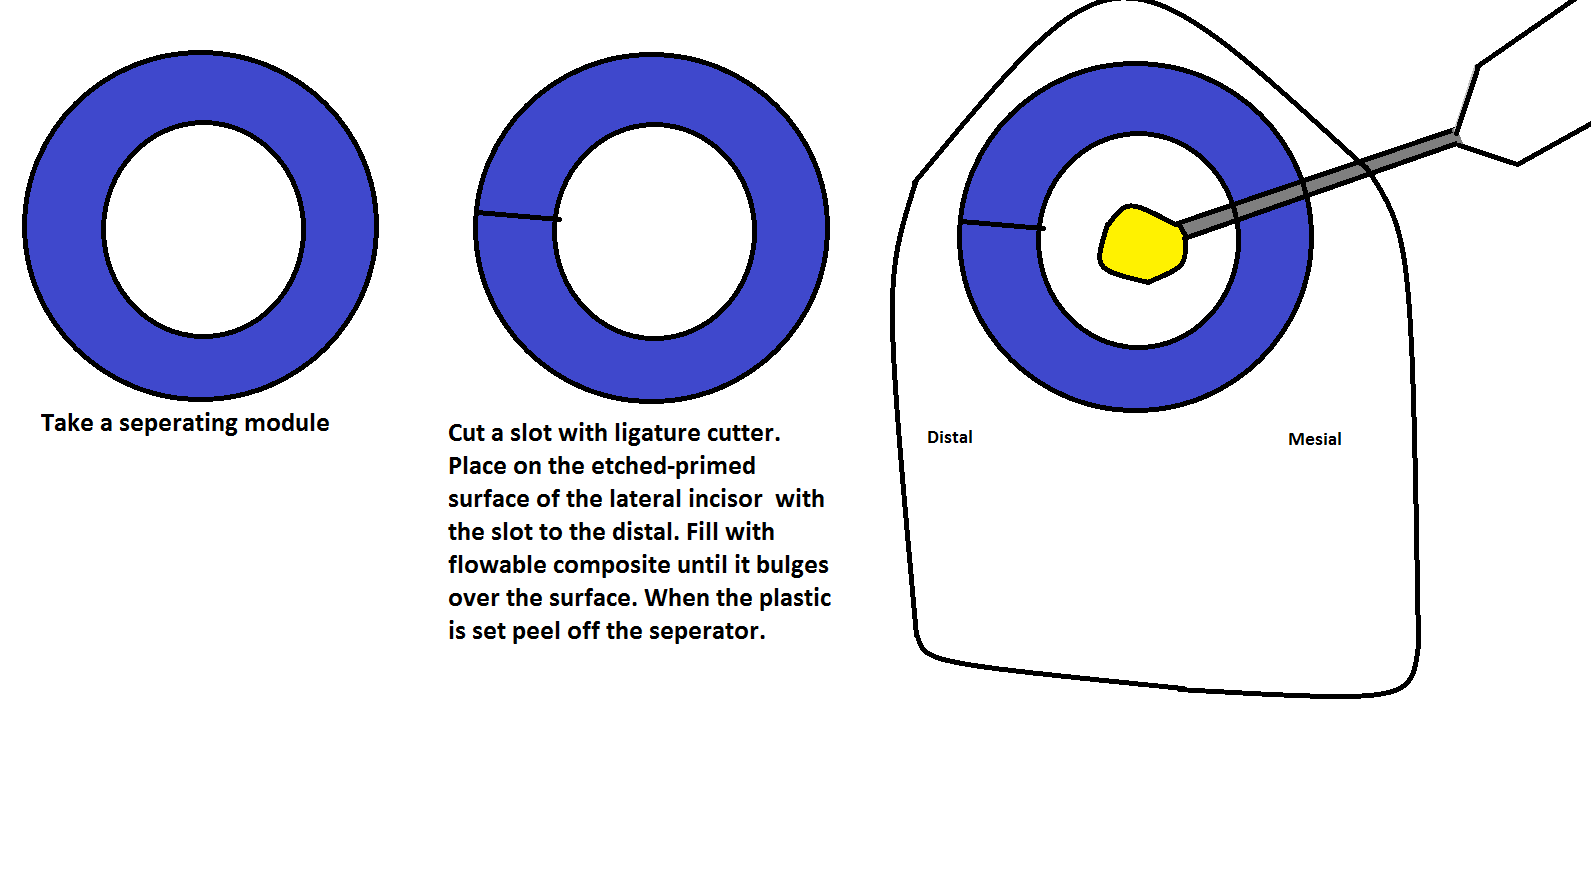 Take a seperating module
Cut a slot with ligature cutter.
Place on the etched-primed
surface of the lateral incisor  with
the slot to the distal. Fill with
flowable composite until it bulges
over the surface. When the plastic
is set peel off the seperator.
Distal
Mesial